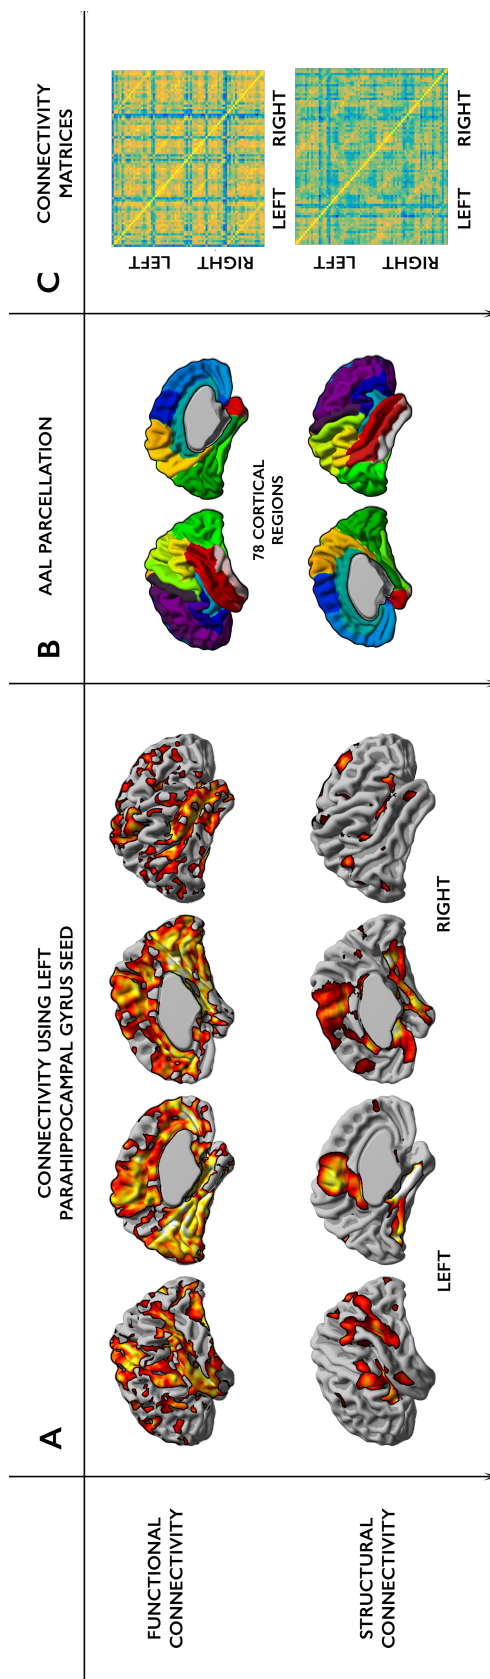 A
CONNECTIVITY USING LEFT
PARAHIPPOCAMPAL GYRUS SEED
B
AAL PARCELLATION
C
CONNECTIVITY
MATRICES
FUNCTIONAL
CONNECTIVITY
78 CORTICAL
REGIONS
LEFT
RIGHT
LEFT
RIGHT
STRUCTURAL
CONNECTIVITY
LEFT
RIGHT
LEFT
RIGHT
LEFT
RIGHT